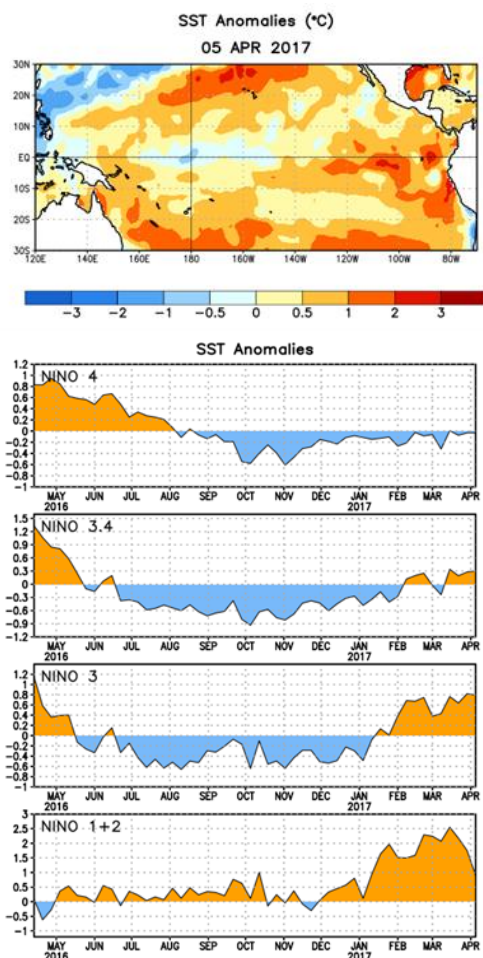 SST Anomalies (°C)
05 APR 2017
30N
20N
10N
EQ
10S
20S
30S
120E 140E 160E 180 160W 140W 120W 100W 80W
-3 -2 -1 -0.5 0 0.5 1 2 3
SST Anomalies
NINO 4
1.2
1
0.8
0.6
0.4
0.2
0
-0.2
-0.4
-0.6
-0.8
-1
MAY JUN JUL AUG SEP OCT NOV DEC JAN FEB MAR APR
2016 2017
NINO 3.4
1.5
1.2
0.9
0.6
0.3
0
-0.3
-0.6
-0.9
-1.2
MAY JUN JUL AUG SEP OCT NOV DEC JAN FEB MAR APR
2016 2017
NINO 3
1.2
1
0.8
0.6
0.4
0.2
0
-0.2
-0.4
-0.6
-0.8
-1
MAY JUN JUL AUG SEP OCT NOV DEC JAN FEB MAR APR
2016 2017
NINO 1+2
3
2.5
2
1.5
1
0.5
0
-0.5
-1
MAY JUN JUL AUG SEP OCT NOV DEC JAN FEB MAR APR
2016 2017